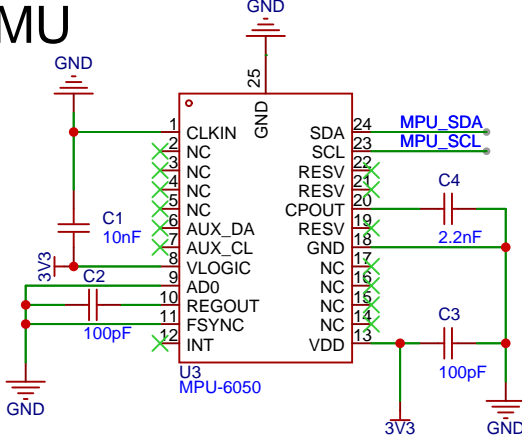 MU
GND
GND
25
GND
1 CLKIN
2 NC
3 NC
4 NC
5 NC
6 AUX_DA
7 AUX_CL
8 VLOGIC
9 AD0
10 REGOUT
11 FSYNC
12 INT
SDA 24
SCL 23
RESV 22
RESV 21
CPOUT 20
RESV 19
GND 18
NC 17
NC 16
NC 15
NC 14
VDD 13
MPU_SDA
MPU_SCL
C1
10nF
3V3
C2
100pF
C4
2.2nF
C3
100pF
U3
MPU-6050
GND
3V3
GND